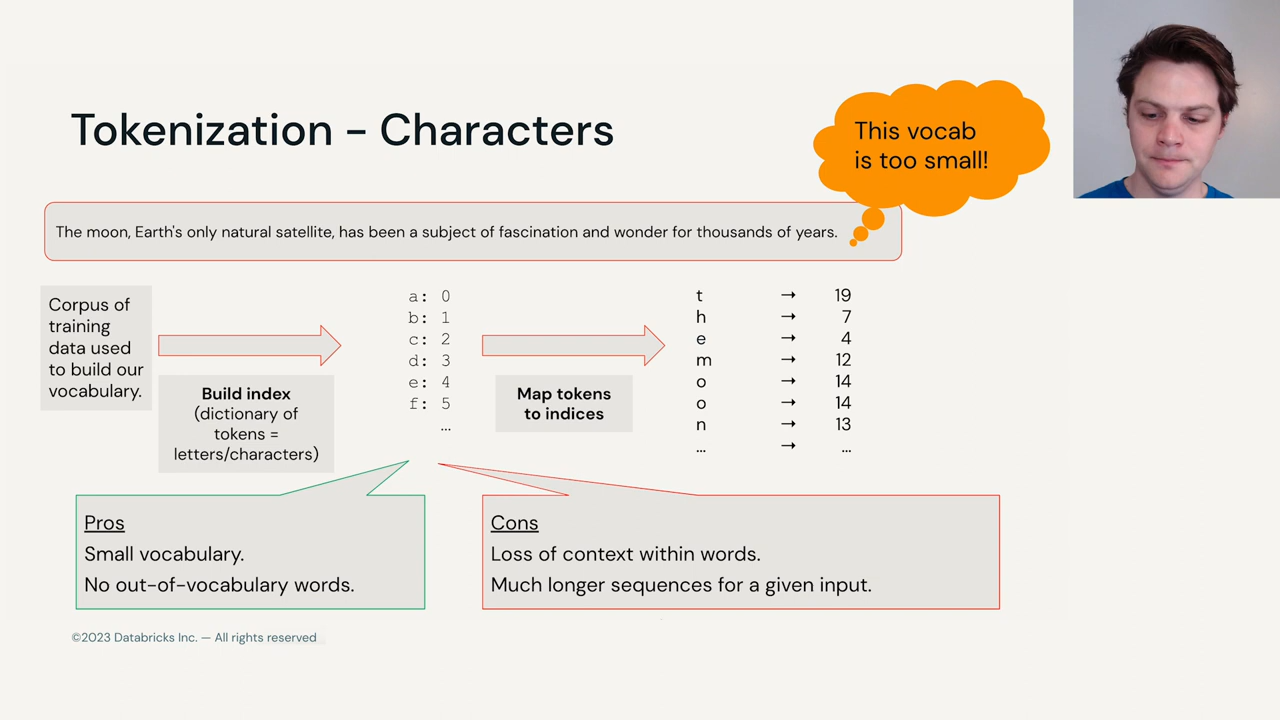 Tokenization - Characters
This vocab
is too small!
The moon, Earth's only natural satellite, has been a subject of fascination and wonder for thousands of years.
Corpus of
training
data used
to build our
vocabulary.
Build index
(dictionary of
tokens =
letters/characters)
a: 0
b: 1
c: 2
d: 3
e: 4
f: 5
…
Map tokens
to indices
t → 19
h → 7
e → 4
m → 12
o → 14
o → 14
n → 13
… → …
Pros
Small vocabulary.
No out-of-vocabulary words.
Cons
Loss of context within words.
Much longer sequences for a given input.
©2023 Databricks Inc. — All rights reserved